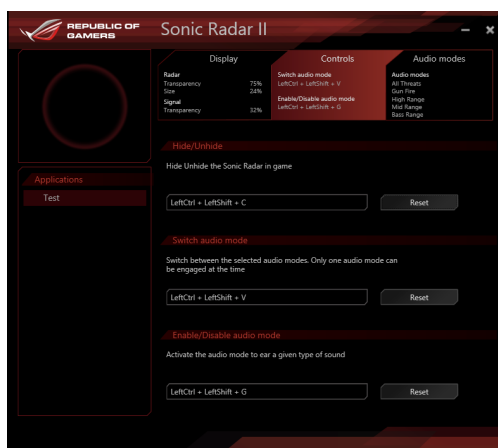 REPUBLIC OF
GAMERS
Sonic Radar II
Display
Controls
Audio modes
Radar
Transparency 75%
Size 24%
Signal
Transparency 32%
Switch audio mode
LeftCtrl + LeftShift + V
Enable/Disable audio mode
LeftCtrl + LeftShift + G
Audio modes
All Threats
Gun Fire
High Range
Mid Range
Bass Range
Applications
Test
Hide/Unhide
Hide Unhide the Sonic Radar in game
LeftCtrl + LeftShift + C
Reset
Switch audio mode
Switch between the selected audio modes. Only one audio mode can
be engaged at the time
LeftCtrl + LeftShift + V
Reset
Enable/Disable audio mode
Activate the audio mode to ear a given type of sound
LeftCtrl + LeftShift + G
Reset